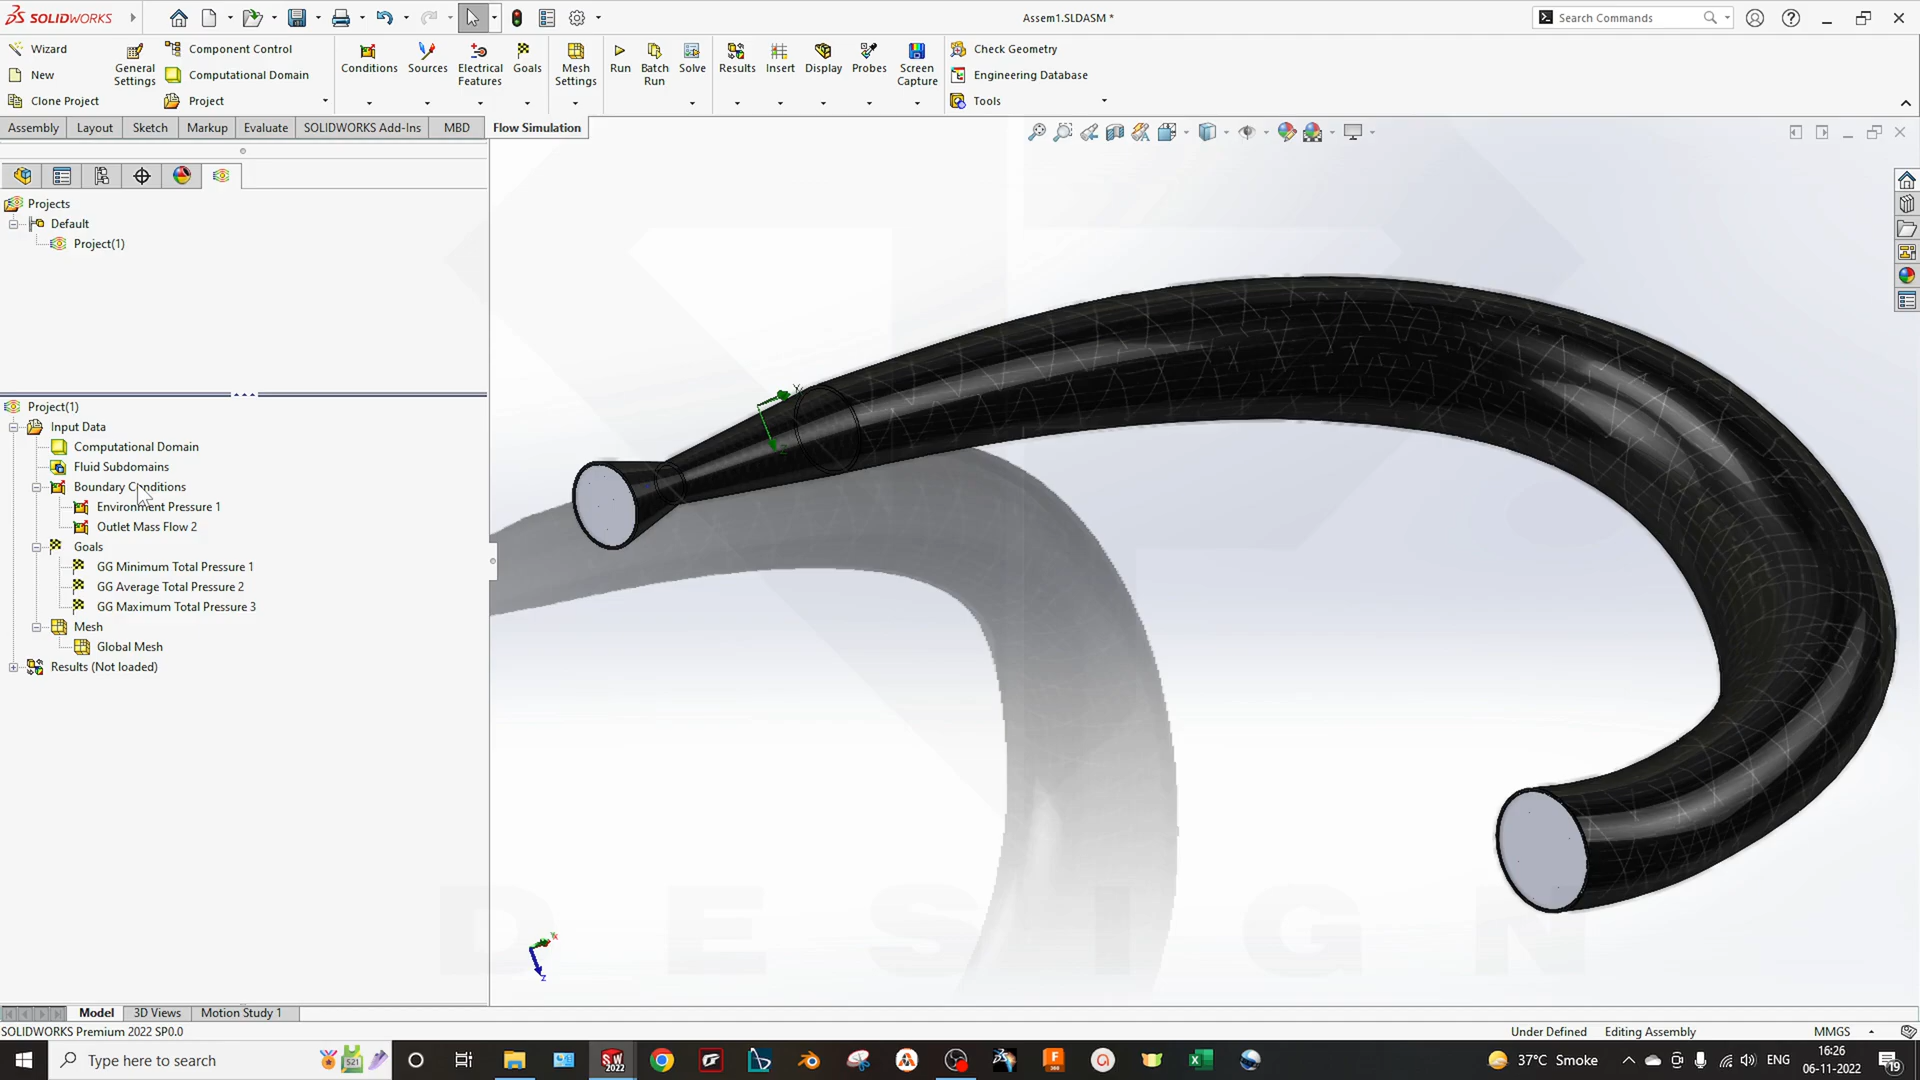 SOLIDWORKS
Assem1.SLDASM *
Search Commands
Wizard
New
Clone Project
General Settings
Component Control
Computational Domain
Project
Conditions
Sources
Electrical Features
Goals
Mesh Settings
Run
Batch Run
Solve
Results
Insert
Display
Probes
Screen Capture
Check Geometry
Engineering Database
Tools
Assembly
Layout
Sketch
Markup
Evaluate
SOLIDWORKS Add-Ins
MBD
Flow Simulation
Projects
Default
Project(1)
Project(1)
Input Data
Computational Domain
Fluid Subdomains
Boundary Conditions
Environment Pressure 1
Outlet Mass Flow 2
Goals
GG Minimum Total Pressure 1
GG Average Total Pressure 2
GG Maximum Total Pressure 3
Mesh
Global Mesh
Results (Not loaded)
Y
Z
DESIGN
Model
3D Views
Motion Study 1
SOLIDWORKS Premium 2022 SP0.0
Under Defined
Editing Assembly
MMGS
Type here to search
521
SW
2022
37°C Smoke
ENG
16:26
06-11-2022
19